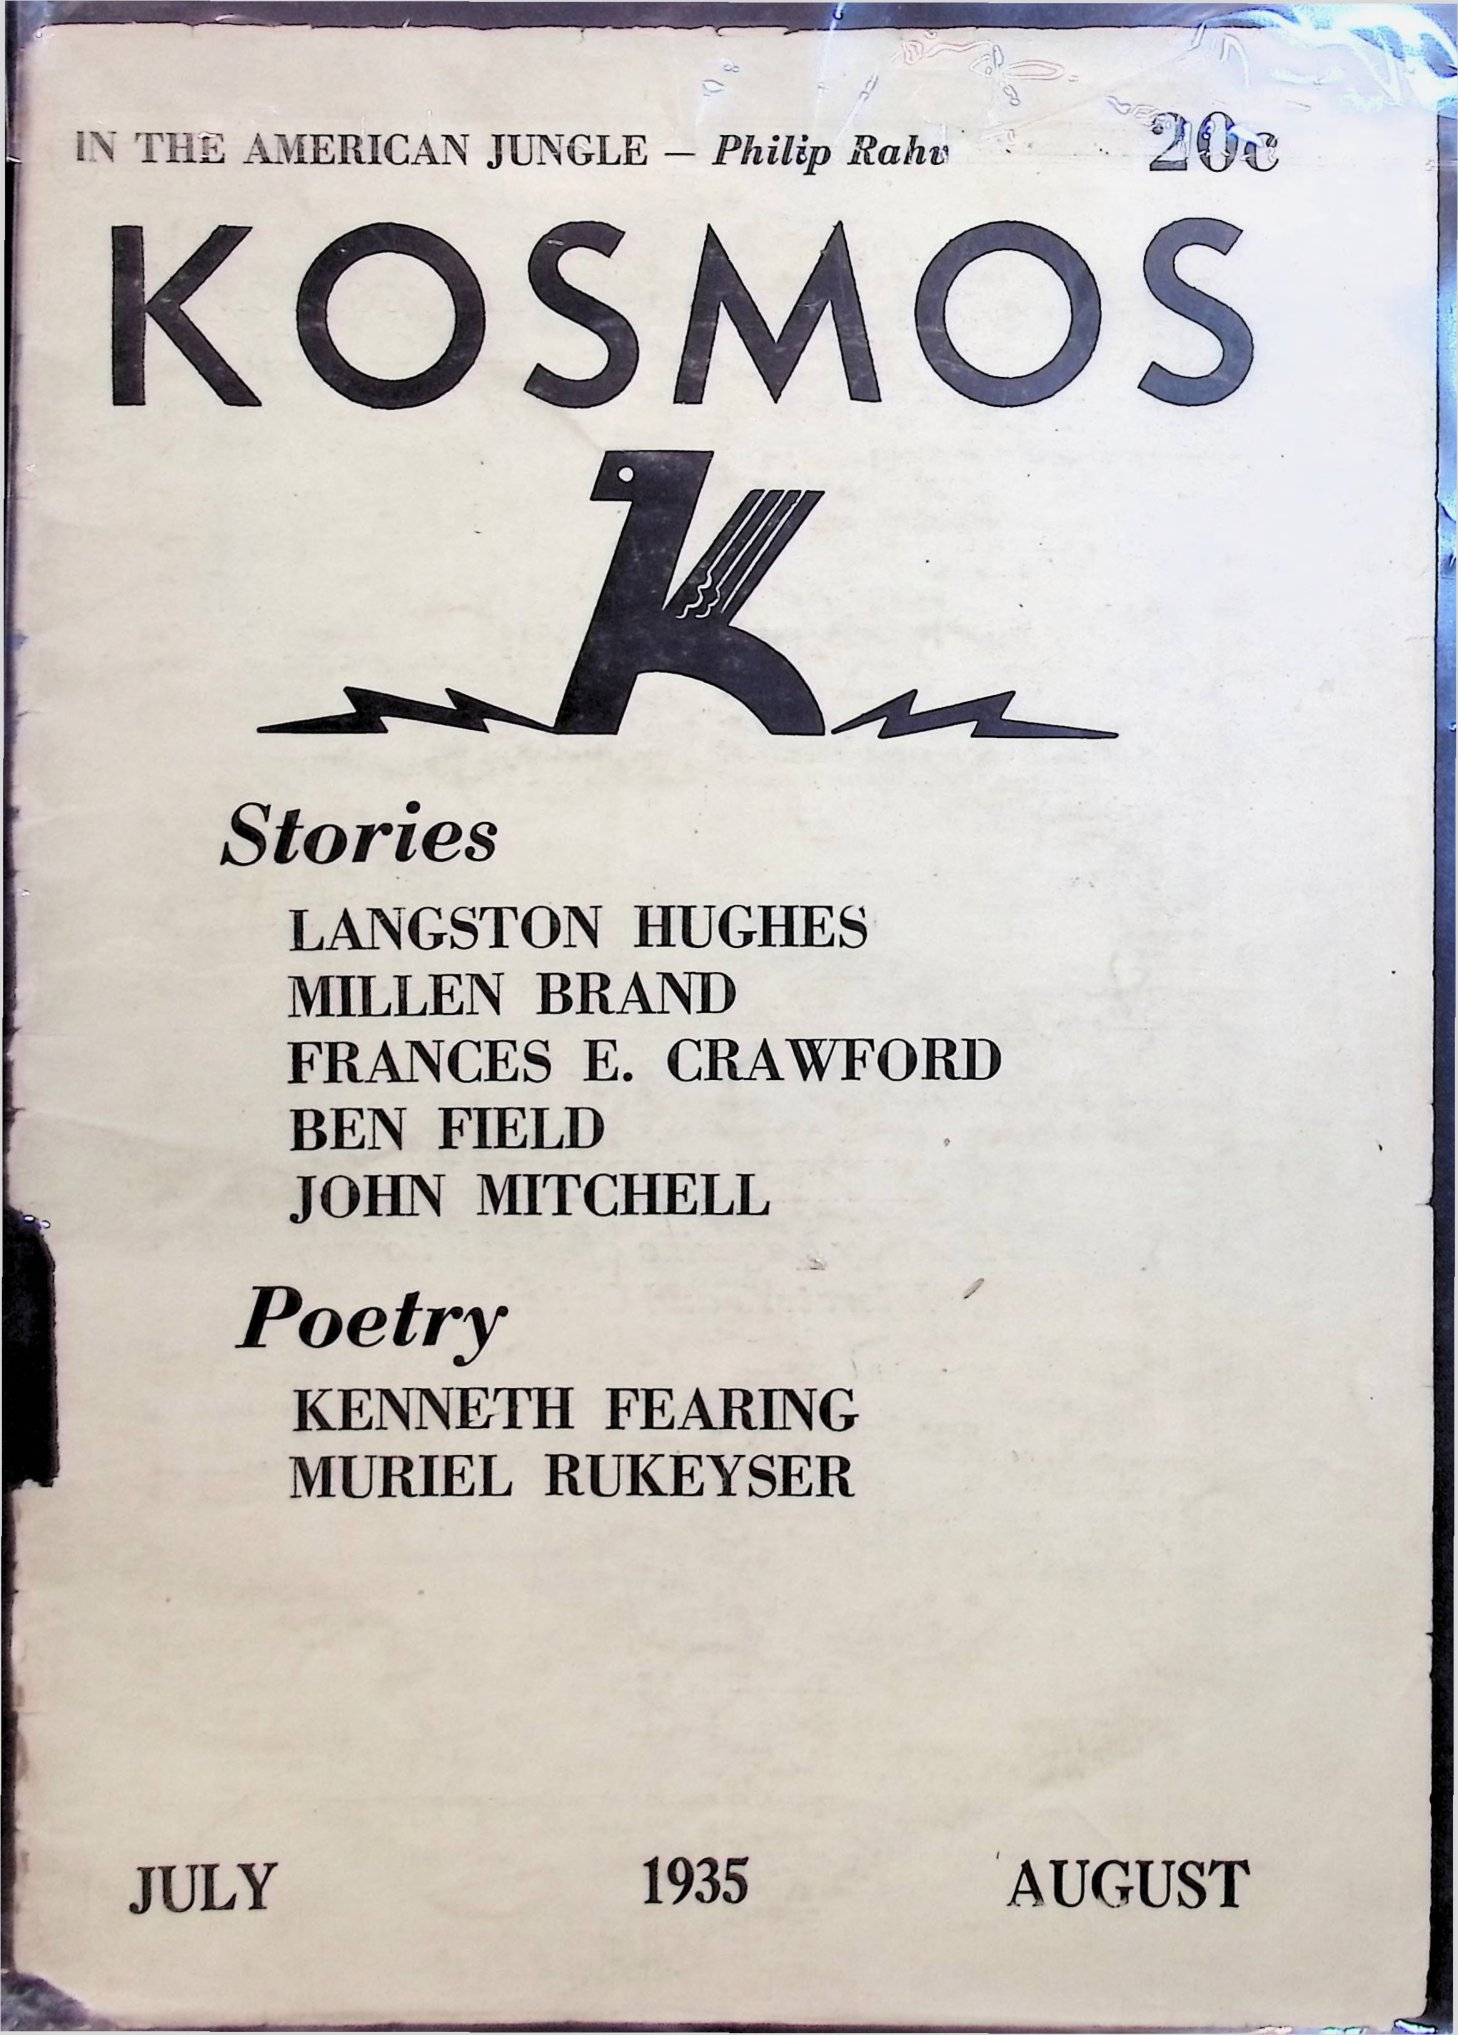 IN THE AMERICAN JUNGLE — Philip Rahv 20c
KOSMOS
K
Stories
LANGSTON HUGHES
MILLEN BRAND
FRANCES E. CRAWFORD
BEN FIELD
JOHN MITCHELL
Poetry
KENNETH FEARING
MURIEL RUKEYSER
JULY 1935 AUGUST